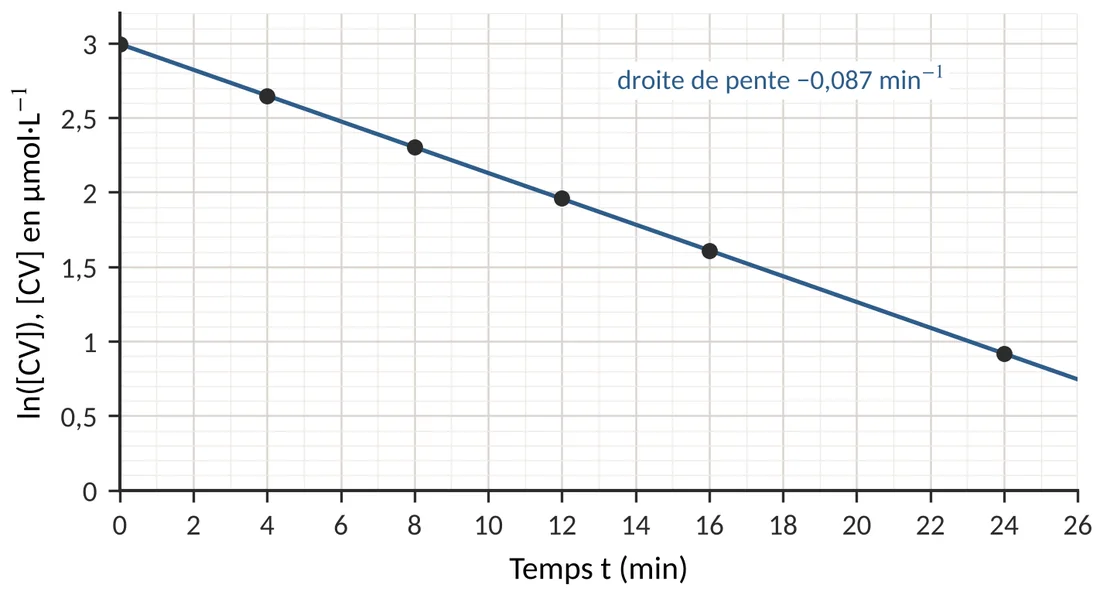 droite de pente −0,087 min⁻¹
ln([CV]), [CV] en µmol·L⁻¹
3
2,5
2
1,5
1
0,5
0
0 2 4 6 8 10 12 14 16 18 20 22 24 26
Temps t (min)